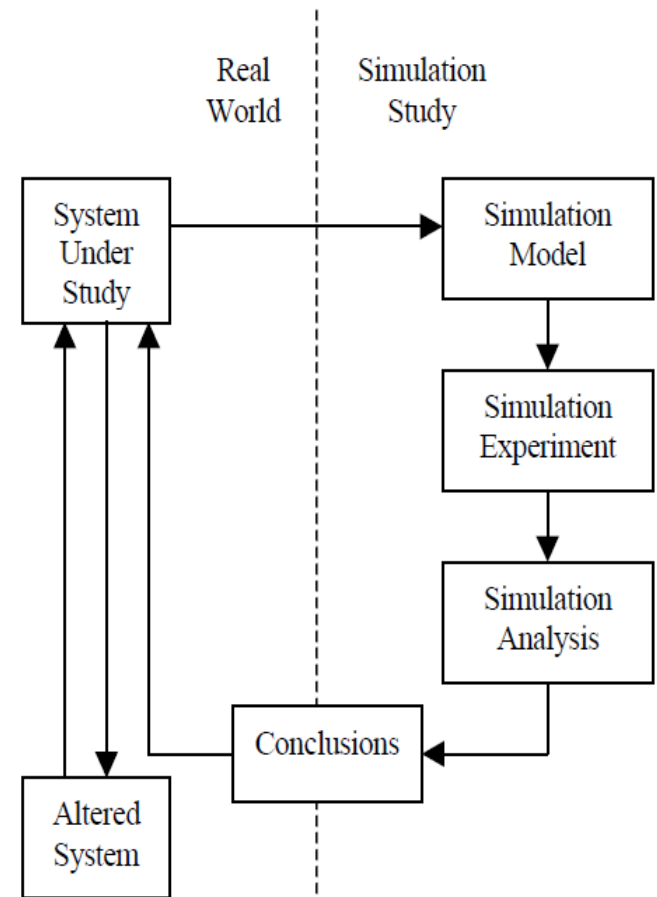 Real
World
Simulation
Study
System
Under
Study
Simulation
Model
Simulation
Experiment
Simulation
Analysis
Conclusions
Altered
System